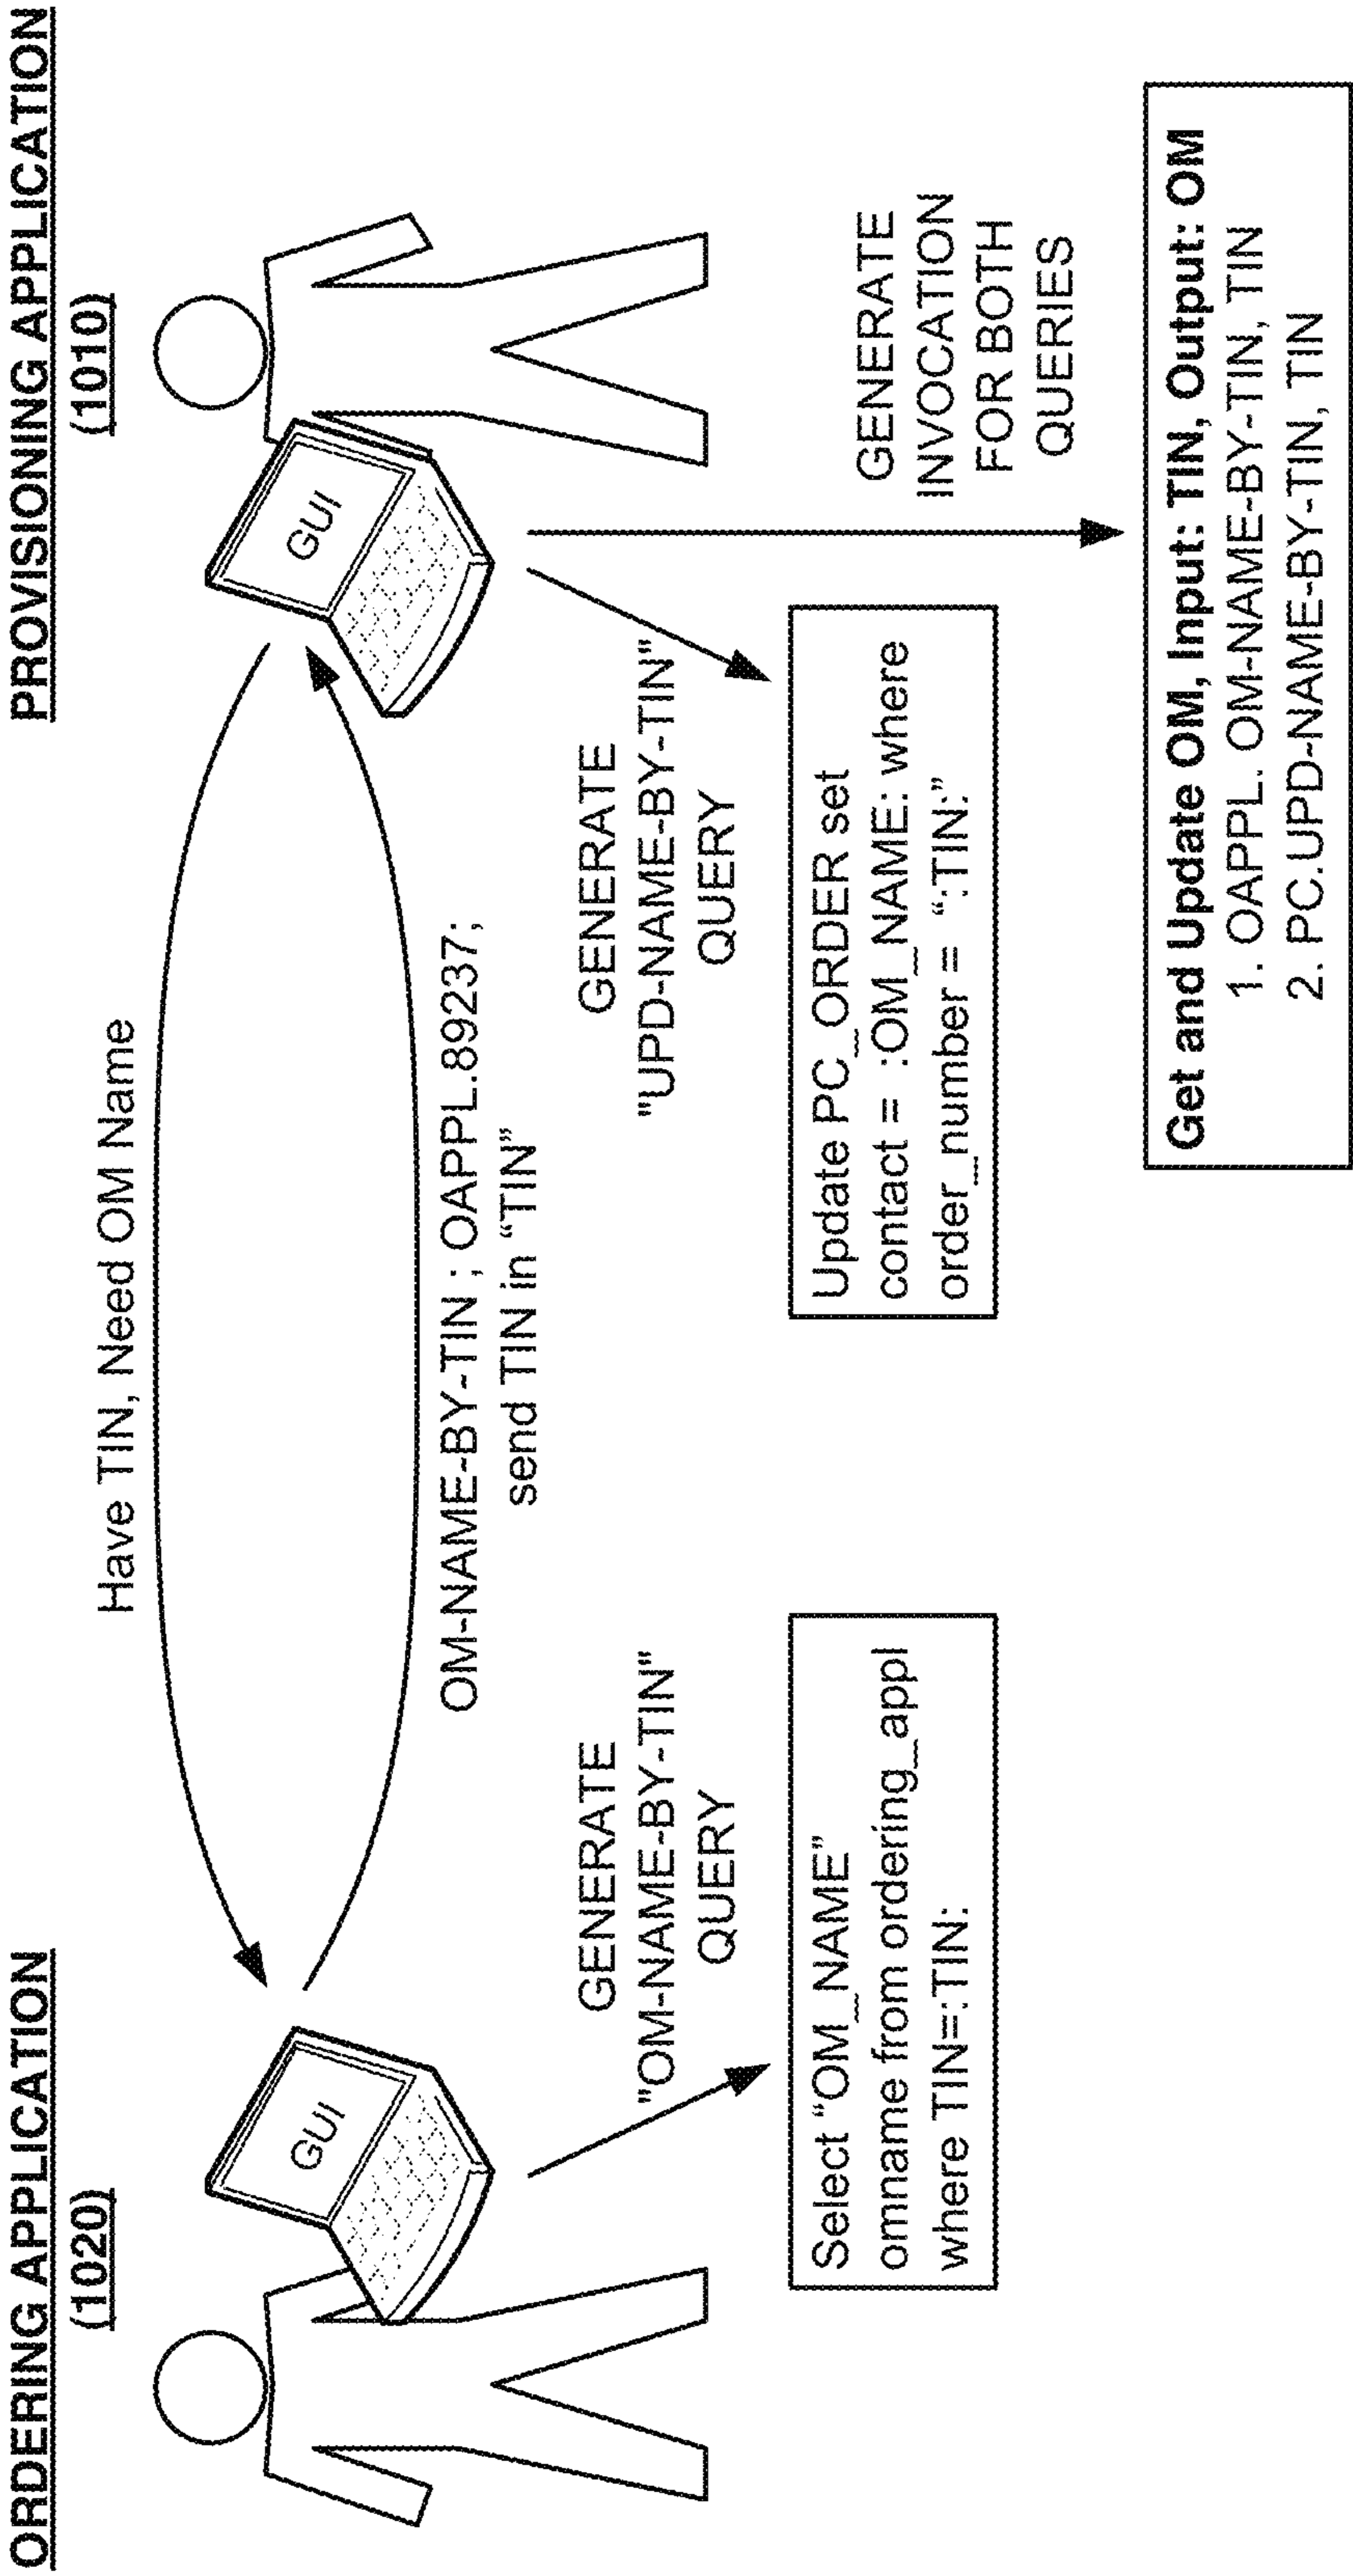 ORDERING APPLICATION
(1020)
PROVISIONING APPLICATION
(1010)
Have TIN, Need OM Name
GUI
GUI
OM-NAME-BY-TIN ; OAPPL.89237;
send TIN in “TIN”
GENERATE
"OM-NAME-BY-TIN"
QUERY
GENERATE
"UPD-NAME-BY-TIN"
QUERY
GENERATE
INVOCATION
FOR BOTH
QUERIES
Select “OM_NAME”
omname from ordering_appl
where TIN=:TIN:
Update PC_ORDER set
contact = :OM_NAME: where
order_number = “:TIN:”
Get and Update OM, Input: TIN, Output: OM
1. OAPPL. OM-NAME-BY-TIN, TIN
2. PC.UPD-NAME-BY-TIN, TIN